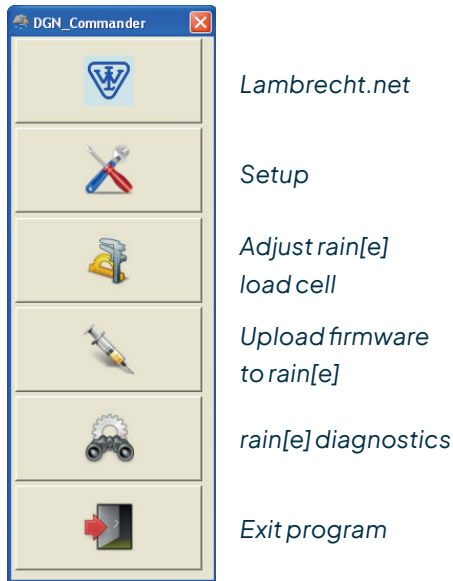 DGN_Commander
Lambrecht.net
Setup
Adjust rain[e]
load cell
Upload firmware
to rain[e]
rain[e] diagnostics
Exit program